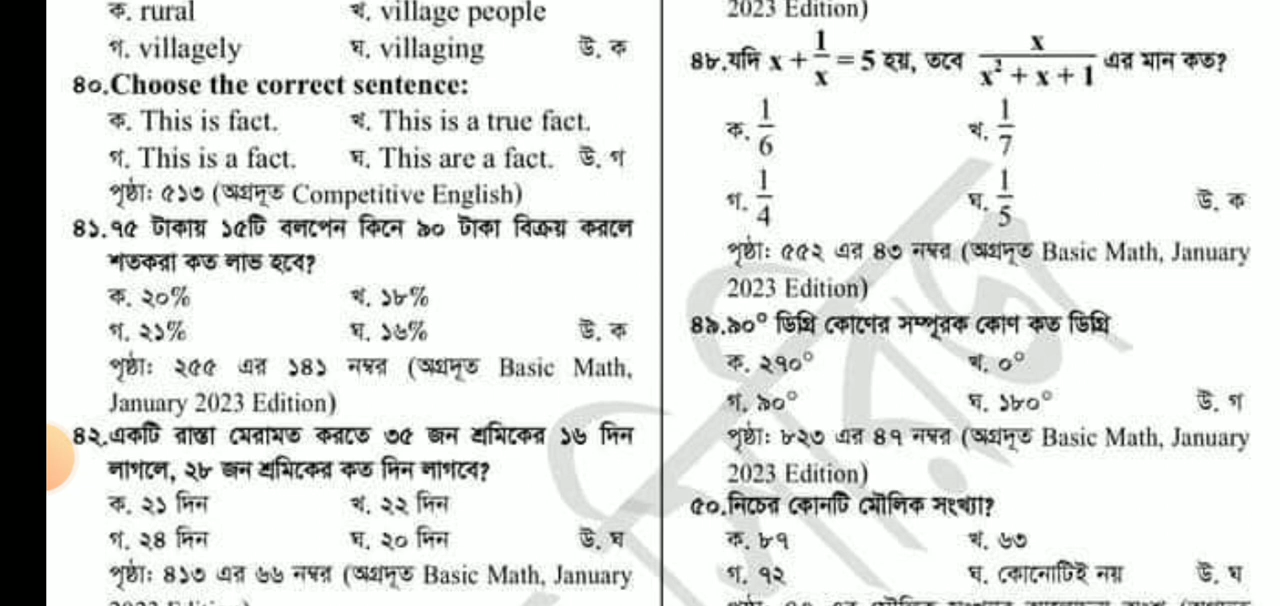 ক. rural খ. village people
গ. villagely ঘ. villaging উ. ক
৪০.Choose the correct sentence:
ক. This is fact. খ. This is a true fact.
গ. This is a fact. ঘ. This are a fact. উ. গ
পৃষ্ঠা: ৫১৩ (অগ্রদূত Competitive English)
৪১.৭৫ টাকায় ১৫টি বলপেন কিনে ৯০ টাকা বিক্রয় করলে
শতকরা কত লাভ হবে?
ক. ২০% খ. ১৮%
গ. ২১% ঘ. ১৬% উ. ক
পৃষ্ঠা: ২৫৫ এর ১৪১ নম্বর (অগ্রদূত Basic Math,
January 2023 Edition)
৪২.একটি রাস্তা মেরামত করতে ৩৫ জন শ্রমিকের ১৬ দিন
লাগলে, ২৮ জন শ্রমিকের কত দিন লাগবে?
ক. ২১ দিন খ. ২২ দিন
গ. ২৪ দিন ঘ. ২০ দিন উ. ঘ
পৃষ্ঠা: ৪১৩ এর ৬৬ নম্বর (অগ্রদূত Basic Math, January
2023 Edition)
৪৮.যদি x + 1/x = 5 হয়, তবে x/(x² + x + 1) এর মান কত?
ক. 1/6 খ. 1/7
গ. 1/4 ঘ. 1/5 উ. ক
পৃষ্ঠা: ৫৫২ এর ৪৩ নম্বর (অগ্রদূত Basic Math, January
2023 Edition)
৪৯.৯০° ডিগ্রি কোণের সম্পূরক কোণ কত ডিগ্রি
ক. ২৭০° খ. ০°
গ. ৯০° ঘ. ১৮০° উ. গ
পৃষ্ঠা: ৮২৩ এর ৪৭ নম্বর (অগ্রদূত Basic Math, January
2023 Edition)
৫০.নিচের কোনটি মৌলিক সংখ্যা?
ক. ৮৭ খ. ৬৩
গ. ৭২ ঘ. কোনোটিই নয় উ. ঘ